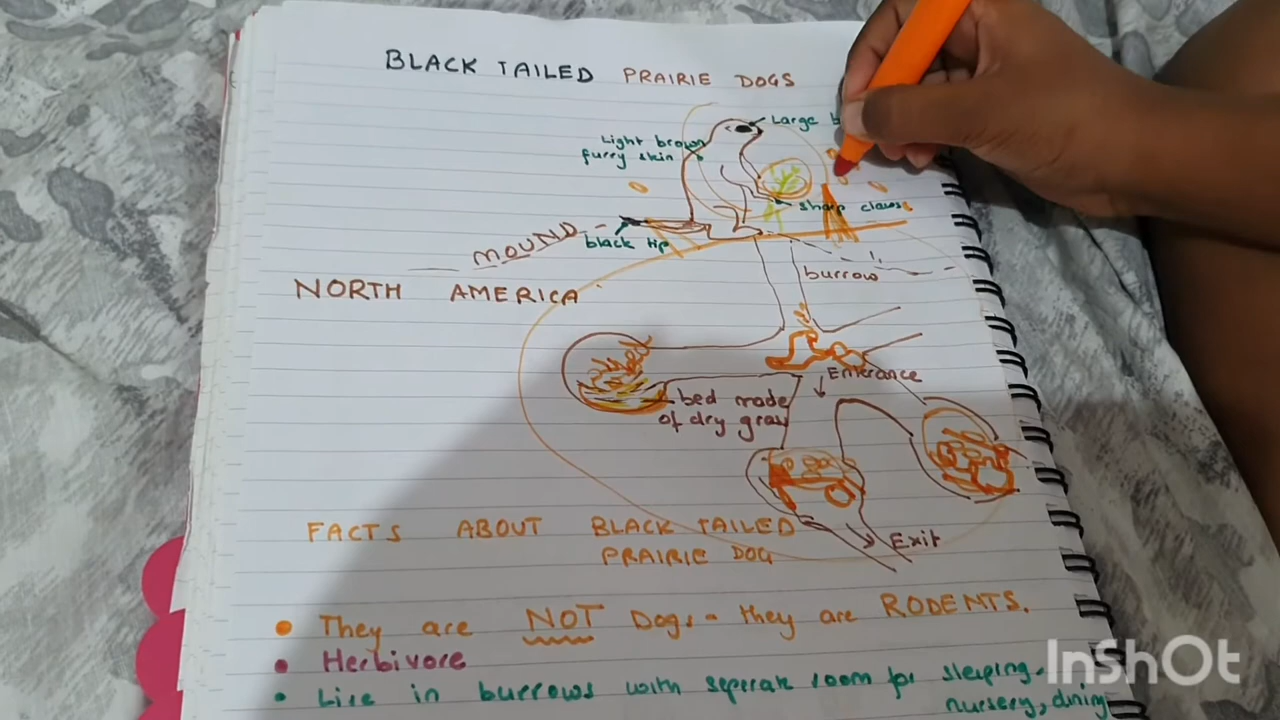 BLACK TAILED PRAIRIE DOGS
Large
Light brown
furry skin
sharp claws
MOUND
black tip
burrow
NORTH AMERICA
Entrance
bed made
of dry gras
Exit
FACTS ABOUT BLACK TAILED
PRAIRIE DOG
• They are NOT Dogs - they are RODENTS.
• Herbivore
• Live in burrows with seperate room for sleeping
nursery, dining
InShOt